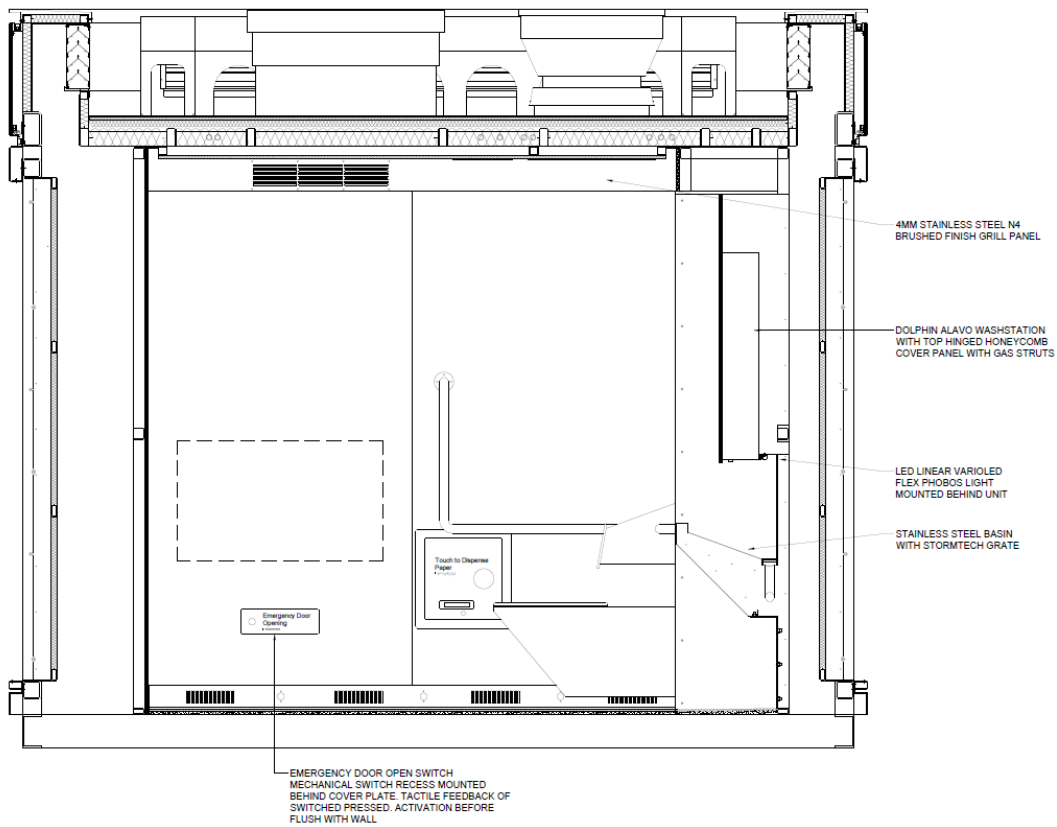 4MM STAINLESS STEEL N4
BRUSHED FINISH GRILL PANEL
DOLPHIN ALAVO WASHSTATION
WITH TOP HINGED HONEYCOMB
COVER PANEL WITH GAS STRUTS
LED LINEAR VARIOLED
FLEX PHOBOS LIGHT
MOUNTED BEHIND UNIT
STAINLESS STEEL BASIN
WITH STORMTECH GRATE
Touch to Dispense
Paper
Emergency Door
Opening
EMERGENCY DOOR OPEN SWITCH
MECHANICAL SWITCH RECESS MOUNTED
BEHIND COVER PLATE. TACTILE FEEDBACK OF
SWITCHED PRESSED. ACTIVATION BEFORE
FLUSH WITH WALL